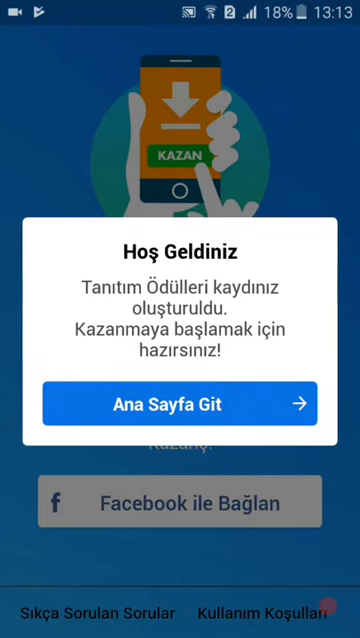 2 18% 13:13
KAZAN
Hoş Geldiniz
Tanıtım Ödülleri kaydınız
oluşturuldu.
Kazanmaya başlamak için
hazırsınız!
Ana Sayfa Git
f Facebook ile Bağlan
Sıkça Sorulan Sorular Kullanım Koşulları